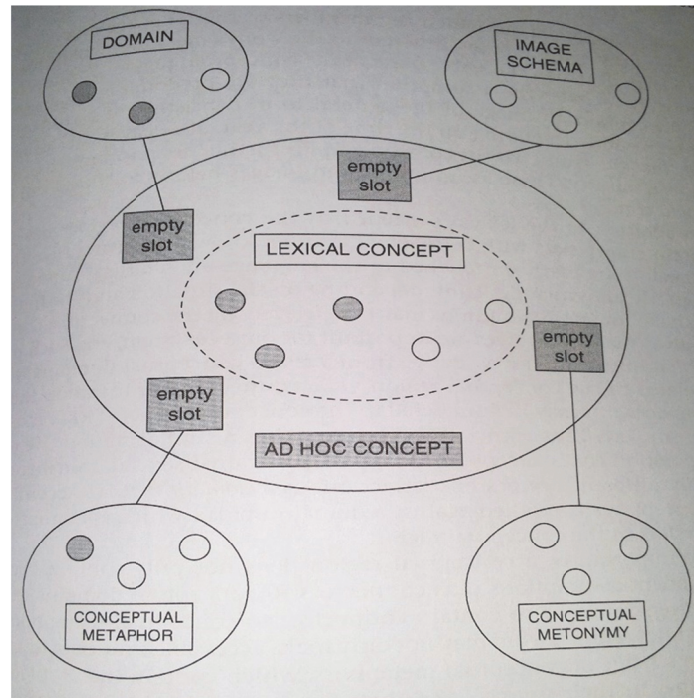 DOMAIN
IMAGE
SCHEMA
empty
slot
empty
slot
LEXICAL CONCEPT
empty
slot
empty
slot
AD HOC CONCEPT
CONCEPTUAL
METAPHOR
CONCEPTUAL
METONYMY